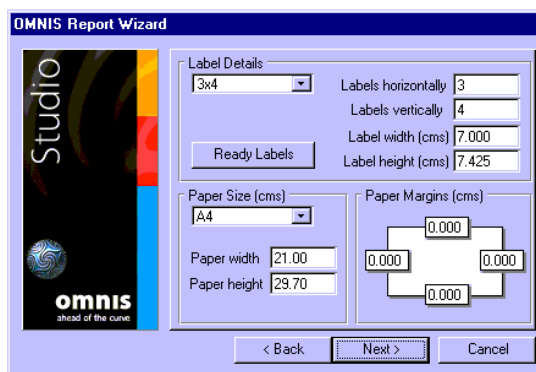 OMNIS Report Wizard
Studio
omnis
ahead of the curve
Label Details
3x4
Labels horizontally 3
Labels vertically 4
Label width (cms) 7.000
Label height (cms) 7.425
Ready Labels
Paper Size (cms)
A4
Paper width 21.00
Paper height 29.70
Paper Margins (cms)
0.000
0.000 0.000
0.000
< Back Next > Cancel